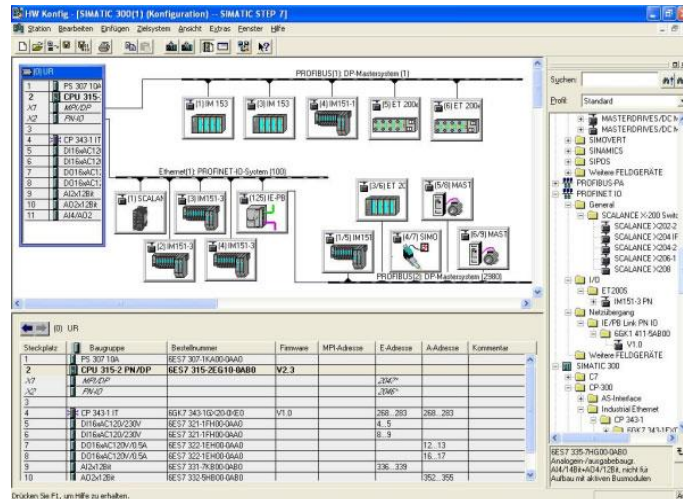 HW Konfig - [SIMATIC 300(1) (Konfiguration) -- SIMATIC STEP 7]
Station Bearbeiten Einfügen Zielsystem Ansicht Extras Fenster Hilfe
(0) UR
1 PS 307 10A
2 CPU 315-
X1 MPI/DP
X2 PN-IO
3
4 CP 343-1 IT
5 DI16xAC12
6 DI16xAC12
7 DO16xAC1
8 DO16xAC1
9 AI2x12Bit
10 AO2x12Bit
11 AI4/AO2
PROFIBUS(1): DP-Mastersystem (1)
(1) IM 153
(3) IM 153
(4) IM151-1
(5) ET 200
(6) ET 200
Ethernet(1): PROFINET-IO-System (100)
(1) SCALAN
(3) IM151-3
(125) IE-PB
(2) IM151-3
(4) IM151-3
(3/6) ET 20
(5/8) MAST
(1/5) IM151
(4/7) SIMO
(6/9) MAST
PROFIBUS(2): DP-Mastersystem (2980)
Suchen:
Profil: Standard
MASTERDRIVES/DC M
MASTERDRIVES/DC M
SIMOVERT
SINAMICS
SIPOS
Weitere FELDGERÄTE
PROFIBUS-PA
PROFINET IO
General
SCALANCE X-200 Switc
SCALANCE X202-2
SCALANCE X204 IF
SCALANCE X204-2
SCALANCE X206-1
SCALANCE X208
I/O
ET200S
IM151-3 PN
Netzübergang
IE/PB Link PN IO
6GK1 411-5AB00
V1.0
Weitere FELDGERÄTE
SIMATIC 300
C7
CP-300
AS-Interface
Industrial Ethernet
CP 343-1
6ES7 335-7HG00-0AB0
Analogein-/ausgabebaugr.
AI4/14Bit+AO4/12Bit, nicht für
Aufbau mit aktiven Busmodulen
(0) UR
Steckplatz Baugruppe Bestellnummer Firmware MPI-Adresse E-Adresse A-Adresse Kommentar
1 PS 307 10A 6ES7 307-1KA00-0AA0
2 CPU 315-2 PN/DP 6ES7 315-2EG10-0AB0 V2.3
X1 MPI/DP 2047*
X2 PN-IO 2046*
3
4 CP 343-1 IT 6GK7 343-1GX20-0XE0 V1.0 268...283 268...283
5 DI16xAC120/230V 6ES7 321-1FH00-0AA0 4...5
6 DI16xAC120/230V 6ES7 321-1FH00-0AA0 8...9
7 DO16xAC120V/0.5A 6ES7 322-1EH00-0AA0 12...13
8 DO16xAC120V/0.5A 6ES7 322-1EH00-0AA0 16...17
9 AI2x12Bit 6ES7 331-7KB00-0AB0 336...339
10 AO2x12Bit 6ES7 332-5HB00-0AB0 352...355
Drücken Sie F1, um Hilfe zu erhalten.